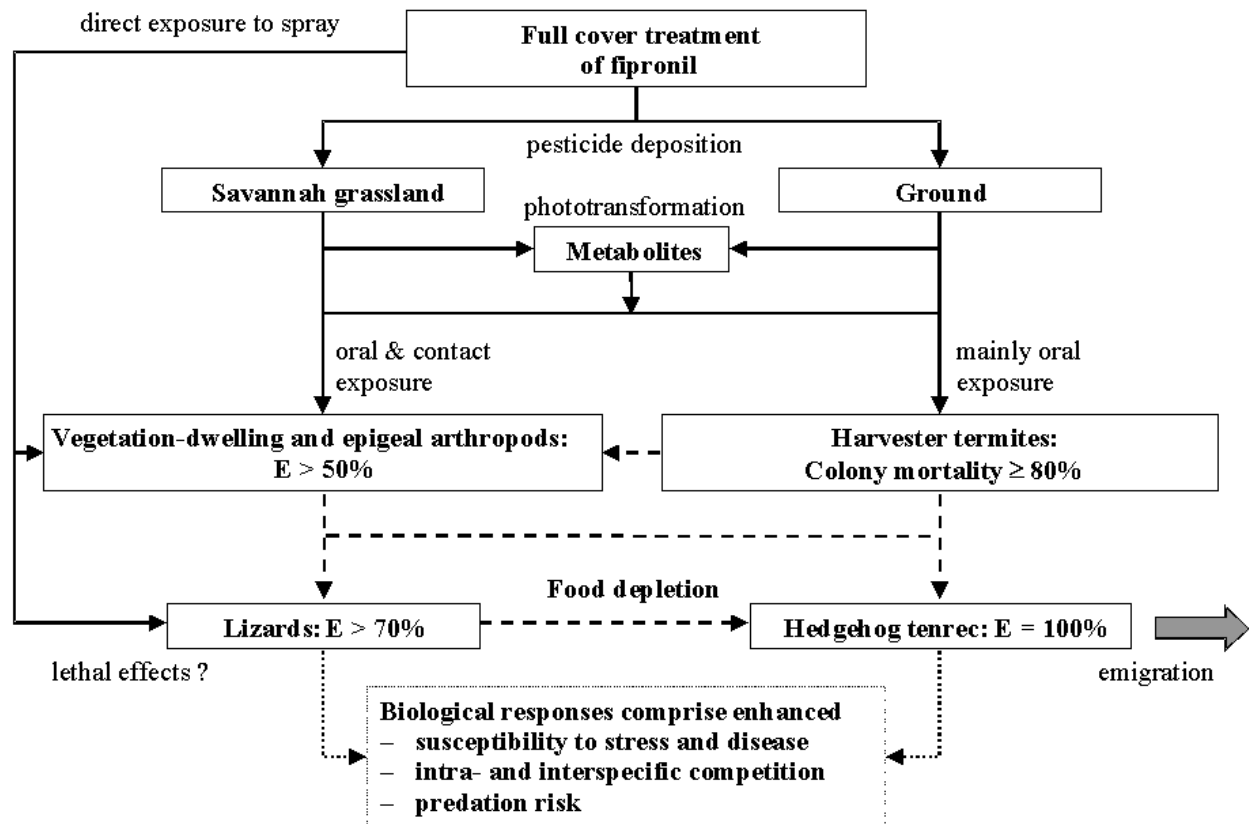 direct exposure to spray
Full cover treatment
of fipronil
pesticide deposition
Savannah grassland
Ground
phototransformation
Metabolites
oral & contact
exposure
mainly oral
exposure
Vegetation-dwelling and epigeal arthropods:
E > 50%
Harvester termites:
Colony mortality ≥ 80%
Food depletion
Lizards: E > 70%
Hedgehog tenrec: E = 100%
lethal effects ?
emigration
Biological responses comprise enhanced
– susceptibility to stress and disease
– intra- and interspecific competition
– predation risk